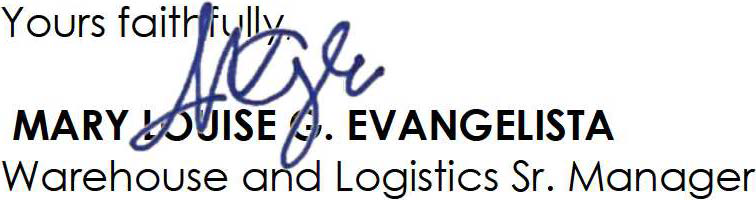 Yours faithfully,
MARY LOUISE G. EVANGELISTA
Warehouse and Logistics Sr. Manager